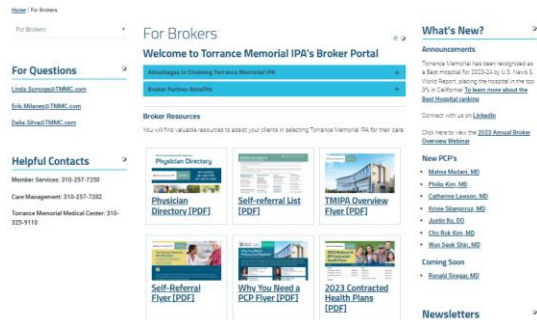 Home / For Brokers
For Brokers
For Questions
Linda.Sumoge@TMMC.com
Erik.Milanez@TMMC.com
Dalia.Silva@TMMC.com
Helpful Contacts
Member Services: 310-257-7250
Care Management: 310-257-7282
Torrance Memorial Medical Center: 310-
325-9110
For Brokers
Welcome to Torrance Memorial IPA's Broker Portal
Advantages in Choosing Torrance Memorial IPA
Broker Partner Benefits
Broker Resources
You will find valuable resources to assist your clients in selecting Torrance Memorial IPA for their care
Physician Directory
Physician
Directory [PDF]
Self-referral List
[PDF]
TMIPA Overview
Flyer [PDF]
Self-Referral
Flyer [PDF]
Why You Need a
PCP Flyer [PDF]
2023 Contracted
Health Plans
[PDF]
What's New?
Announcements
Torrance Memorial has been recognized as
a Best Hospital for 2023-24 by U.S. News &
World Report, placing the hospital in the top
3% in California! To learn more about the
Best Hospital ranking
Connect with us on LinkedIn
Click here to view the 2023 Annual Broker
Overview Webinar
New PCP's
Mahsa Madani, MD
Philip Kim, MD
Catherine Lawson, MD
Krixie Silangcruz, MD
Justin Ko, DO
Cho Rok Kim, MD
Won Seok Shin, MD
Coming Soon
Ronald Siregar, MD
Newsletters